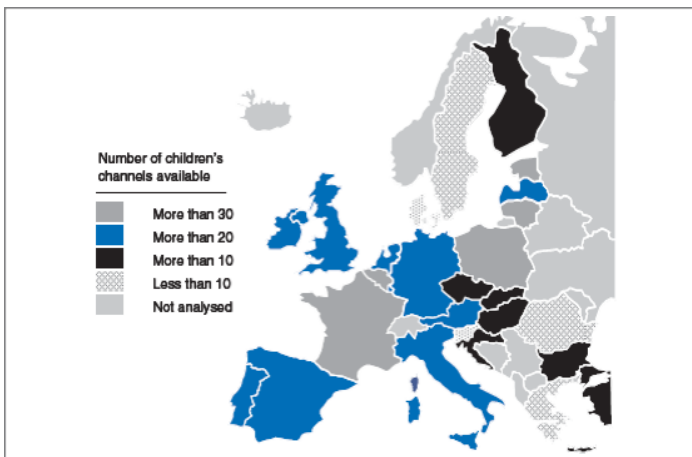 Number of children's
channels available
More than 30
More than 20
More than 10
Less than 10
Not analysed